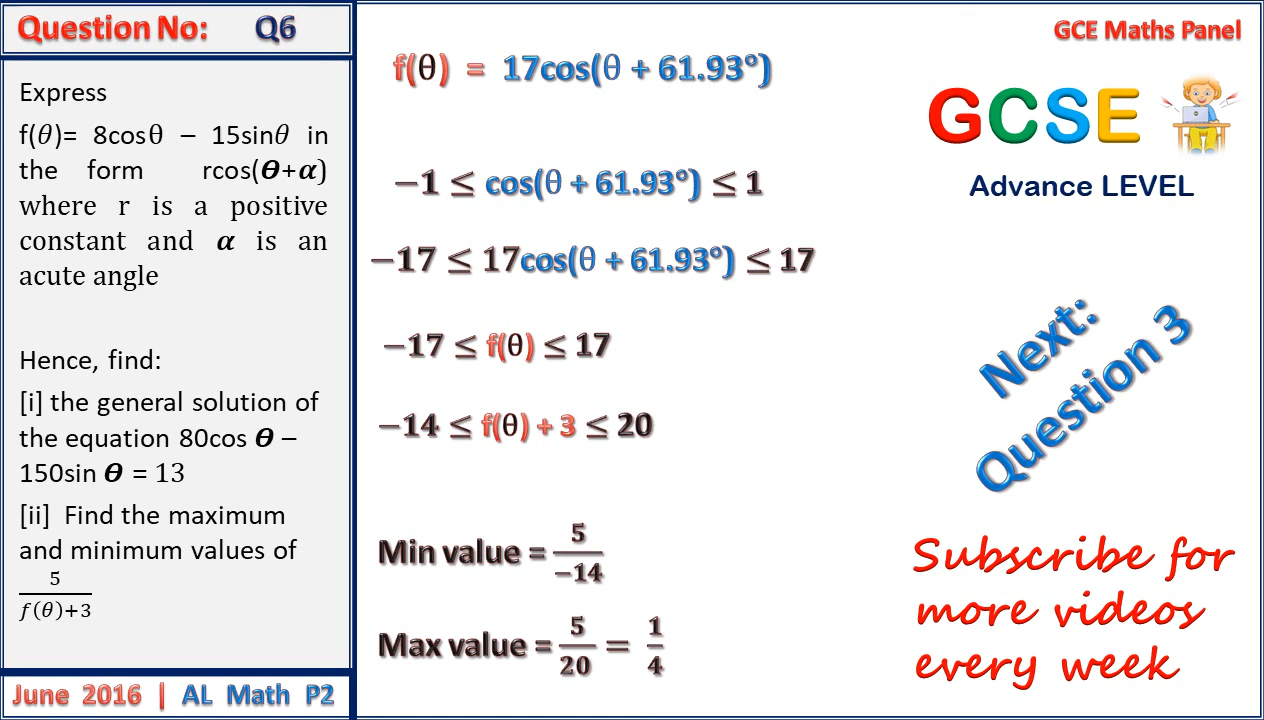 Question No: Q6
Express
f(θ)= 8cosθ – 15sinθ in
the form rcos(θ+α)
where r is a positive
constant and α is an
acute angle
Hence, find:
[i] the general solution of
the equation 80cos θ –
150sin θ = 13
[ii] Find the maximum
and minimum values of
5
f(θ)+3
June 2016 | AL Math P2
f(θ) = 17cos(θ + 61.93°)
−1 ≤ cos(θ + 61.93°) ≤ 1
−17 ≤ 17cos(θ + 61.93°) ≤ 17
−17 ≤ f(θ) ≤ 17
−14 ≤ f(θ) + 3 ≤ 20
Min value = 5/−14
Max value = 5/20 = 1/4
GCE Maths Panel
GCSE
Advance LEVEL
Next:
Question 3
Subscribe for
more videos
every week